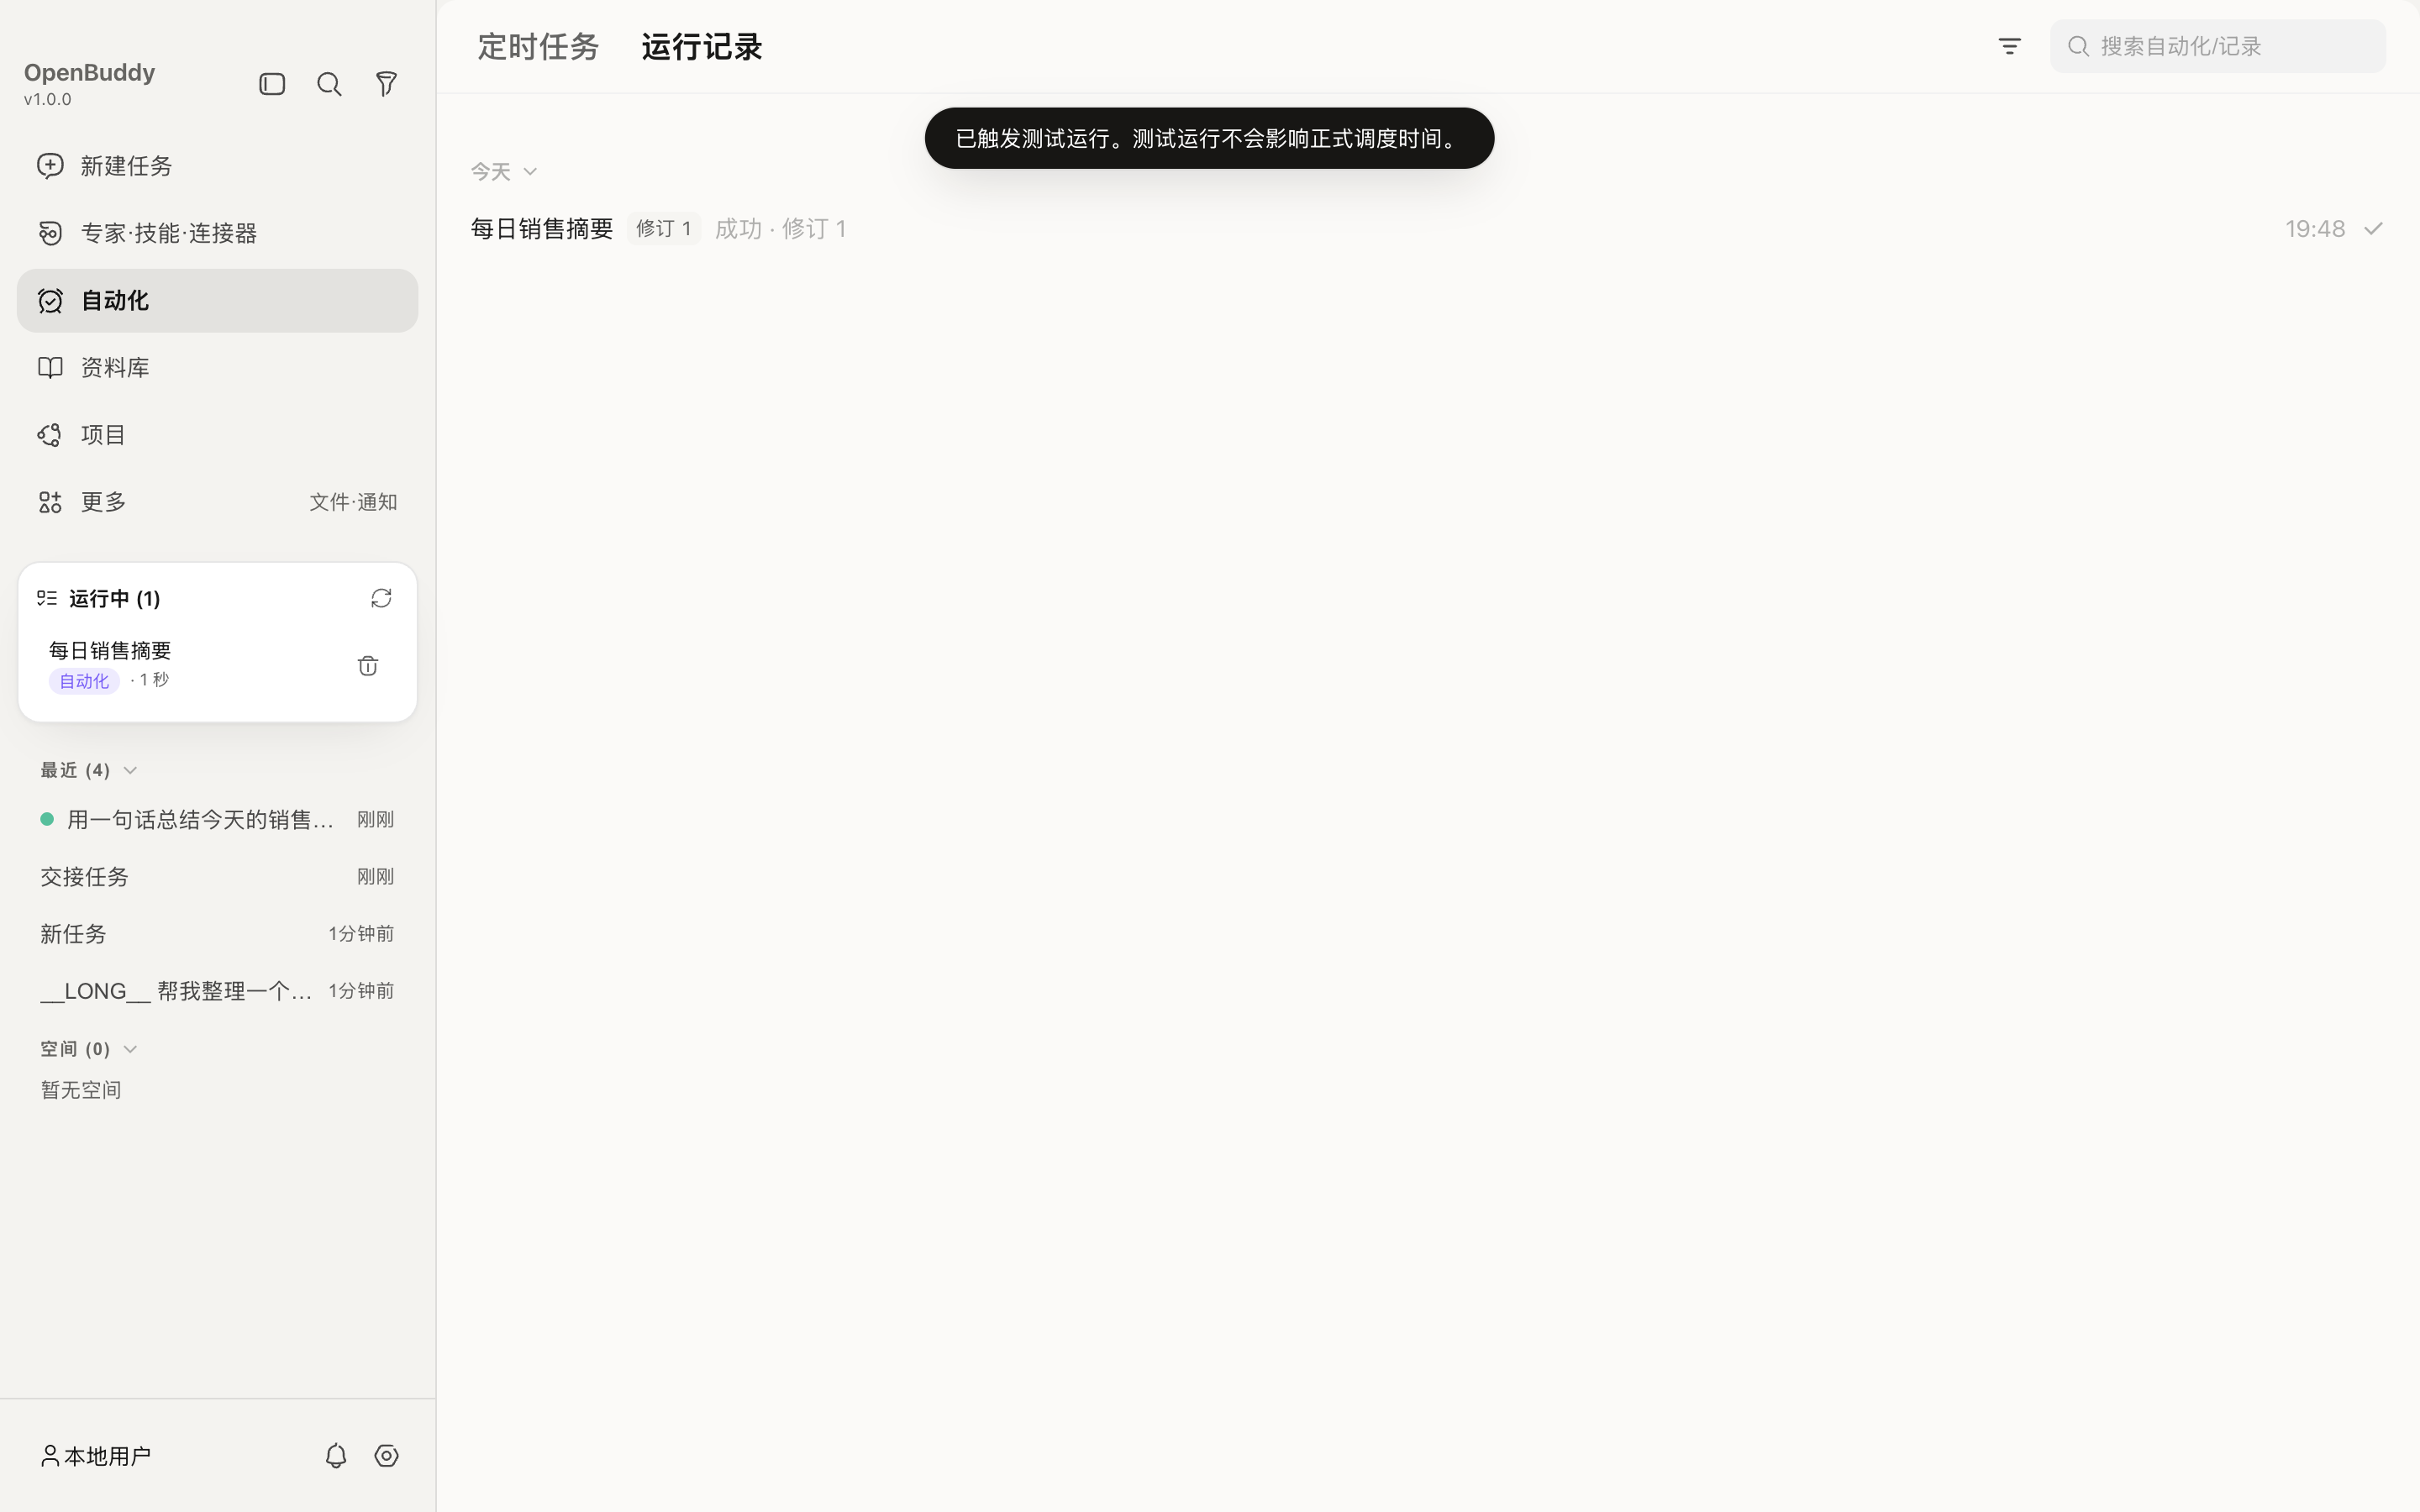 OpenBuddy
v1.0.0
新建任务
专家·技能·连接器
自动化
资料库
项目
更多 文件·通知
运行中 (1)
每日销售摘要
自动化 · 1 秒
最近 (4)
用一句话总结今天的销售... 刚刚
交接任务 刚刚
新任务 1分钟前
__LONG__ 帮我整理一个... 1分钟前
空间 (0)
暂无空间
本地用户
定时任务 运行记录
搜索自动化/记录
已触发测试运行。测试运行不会影响正式调度时间。
今天
每日销售摘要 修订 1 成功 · 修订 1 19:48